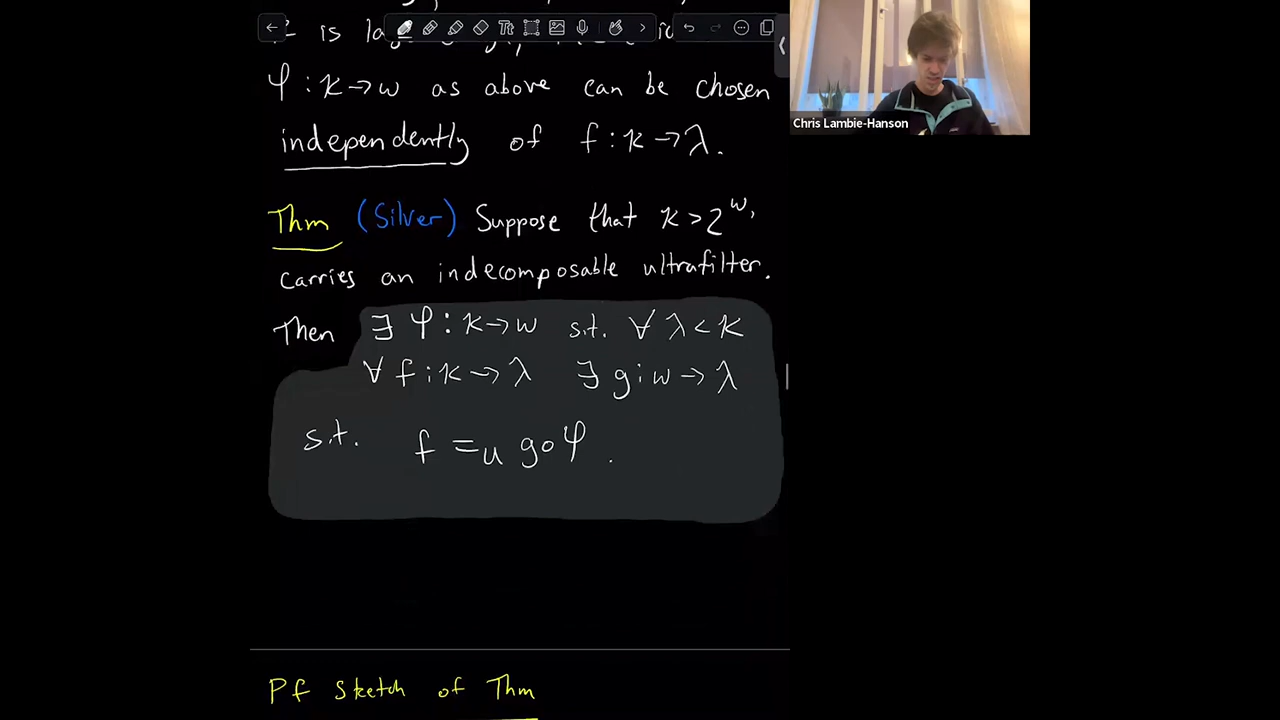 is
φ : κ → ω as above can be chosen
independently of f : κ → λ.
Thm (Silver) Suppose that κ > 2^ω,
carries an indecomposable ultrafilter.
Then ∃ φ : κ → ω s.t. ∀ λ < κ
∀ f : κ → λ ∃ g : ω → λ
s.t. f =_u g∘φ .
Pf Sketch of Thm
Tt
Chris Lambie-Hanson